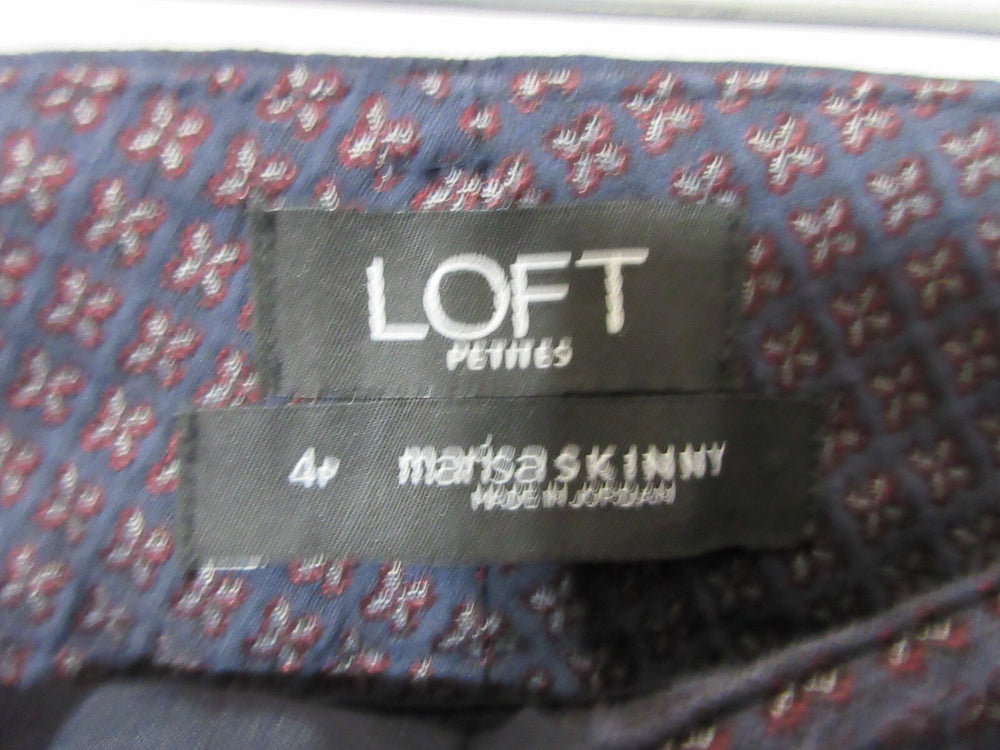 LOFT
PETITES
4P marisa SKINNY
MADE IN JORDAN